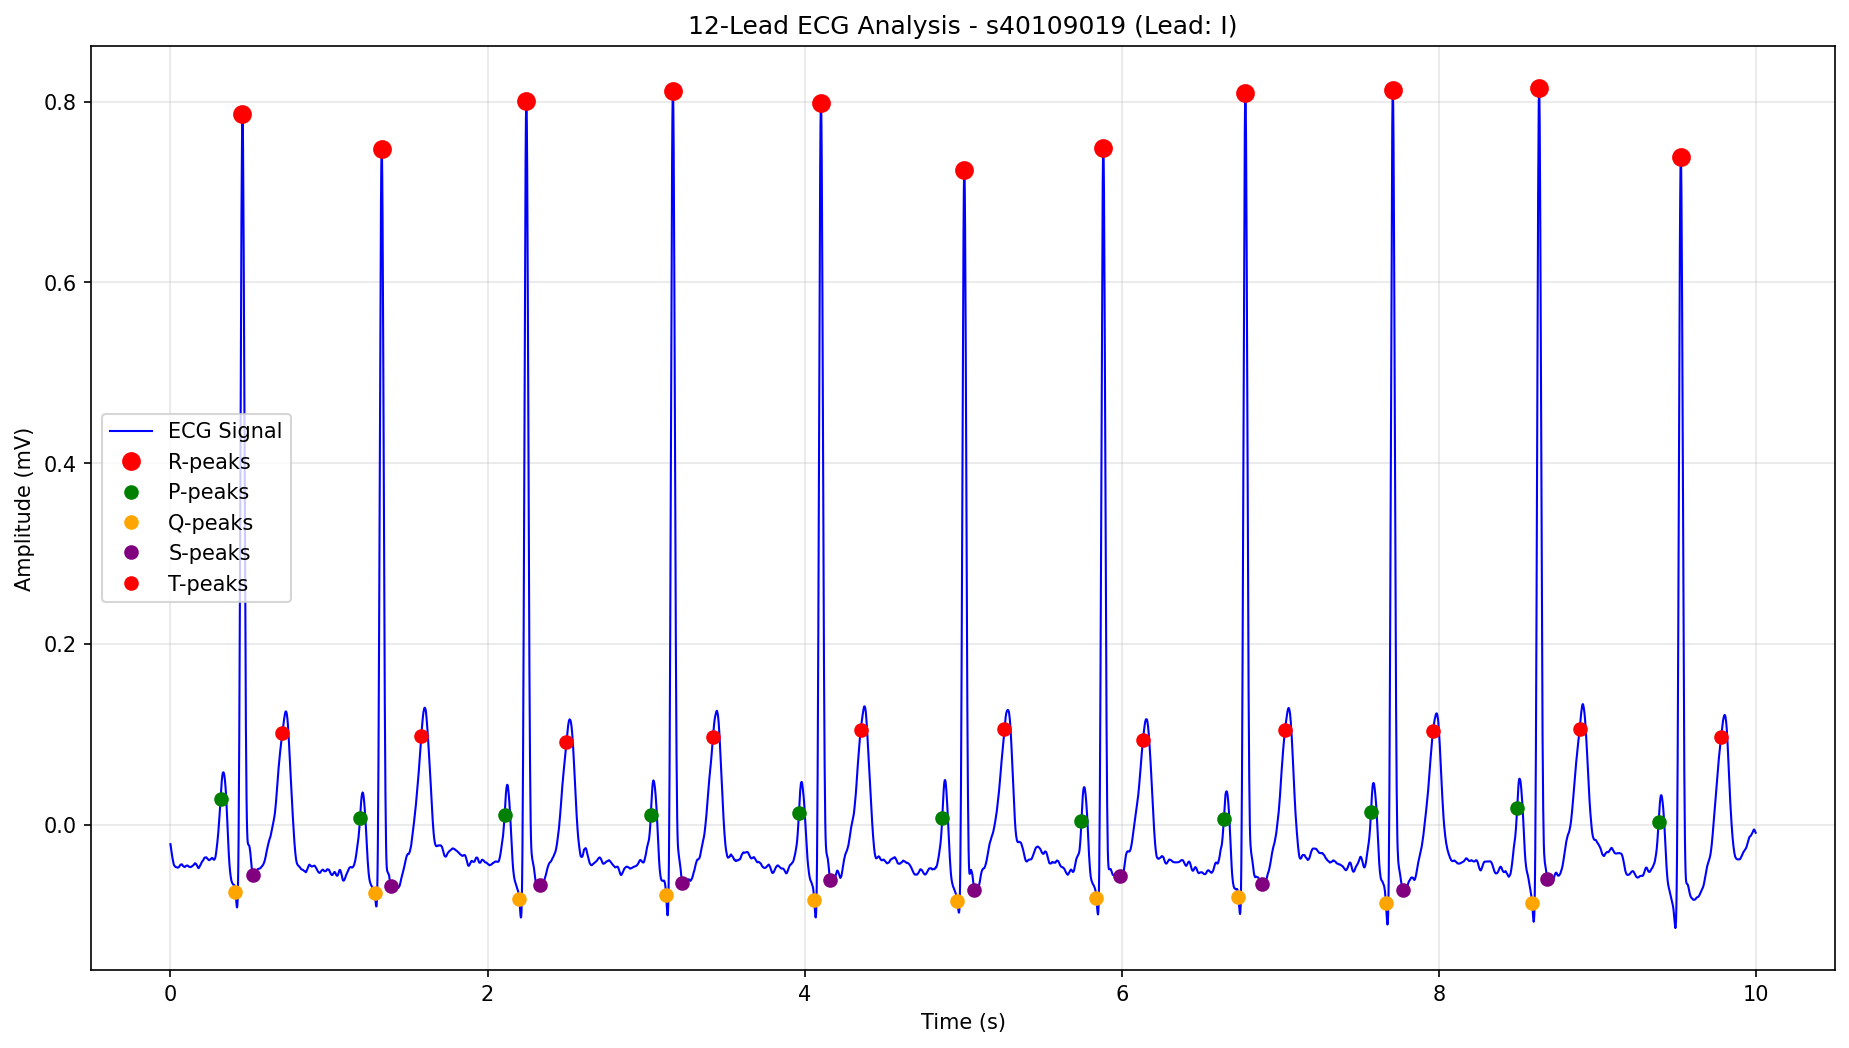 12-Lead ECG Analysis - s40109019 (Lead: I)
Amplitude (mV)
0.8
0.6
0.4
0.2
0.0
ECG Signal
R-peaks
P-peaks
Q-peaks
S-peaks
T-peaks
0 2 4 6 8 10
Time (s)